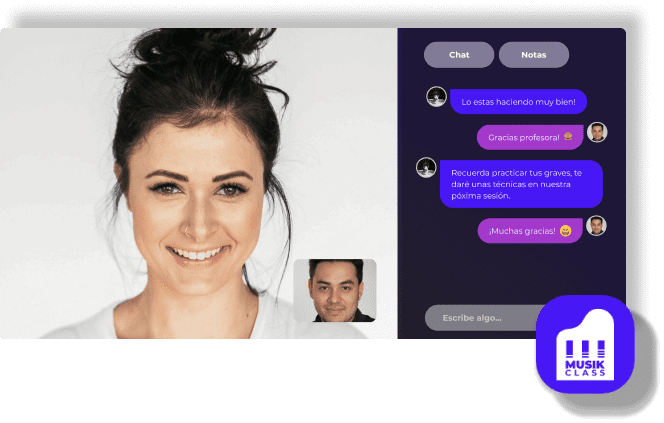 Chat
Notas
Lo estas haciendo muy bien!
Gracias profesora!
Recuerda practicar tus graves, te
daré unas técnicas en nuestra
póxima sesión.
¡Muchas gracias!
Escribe algo...
MUSIK
CLASS